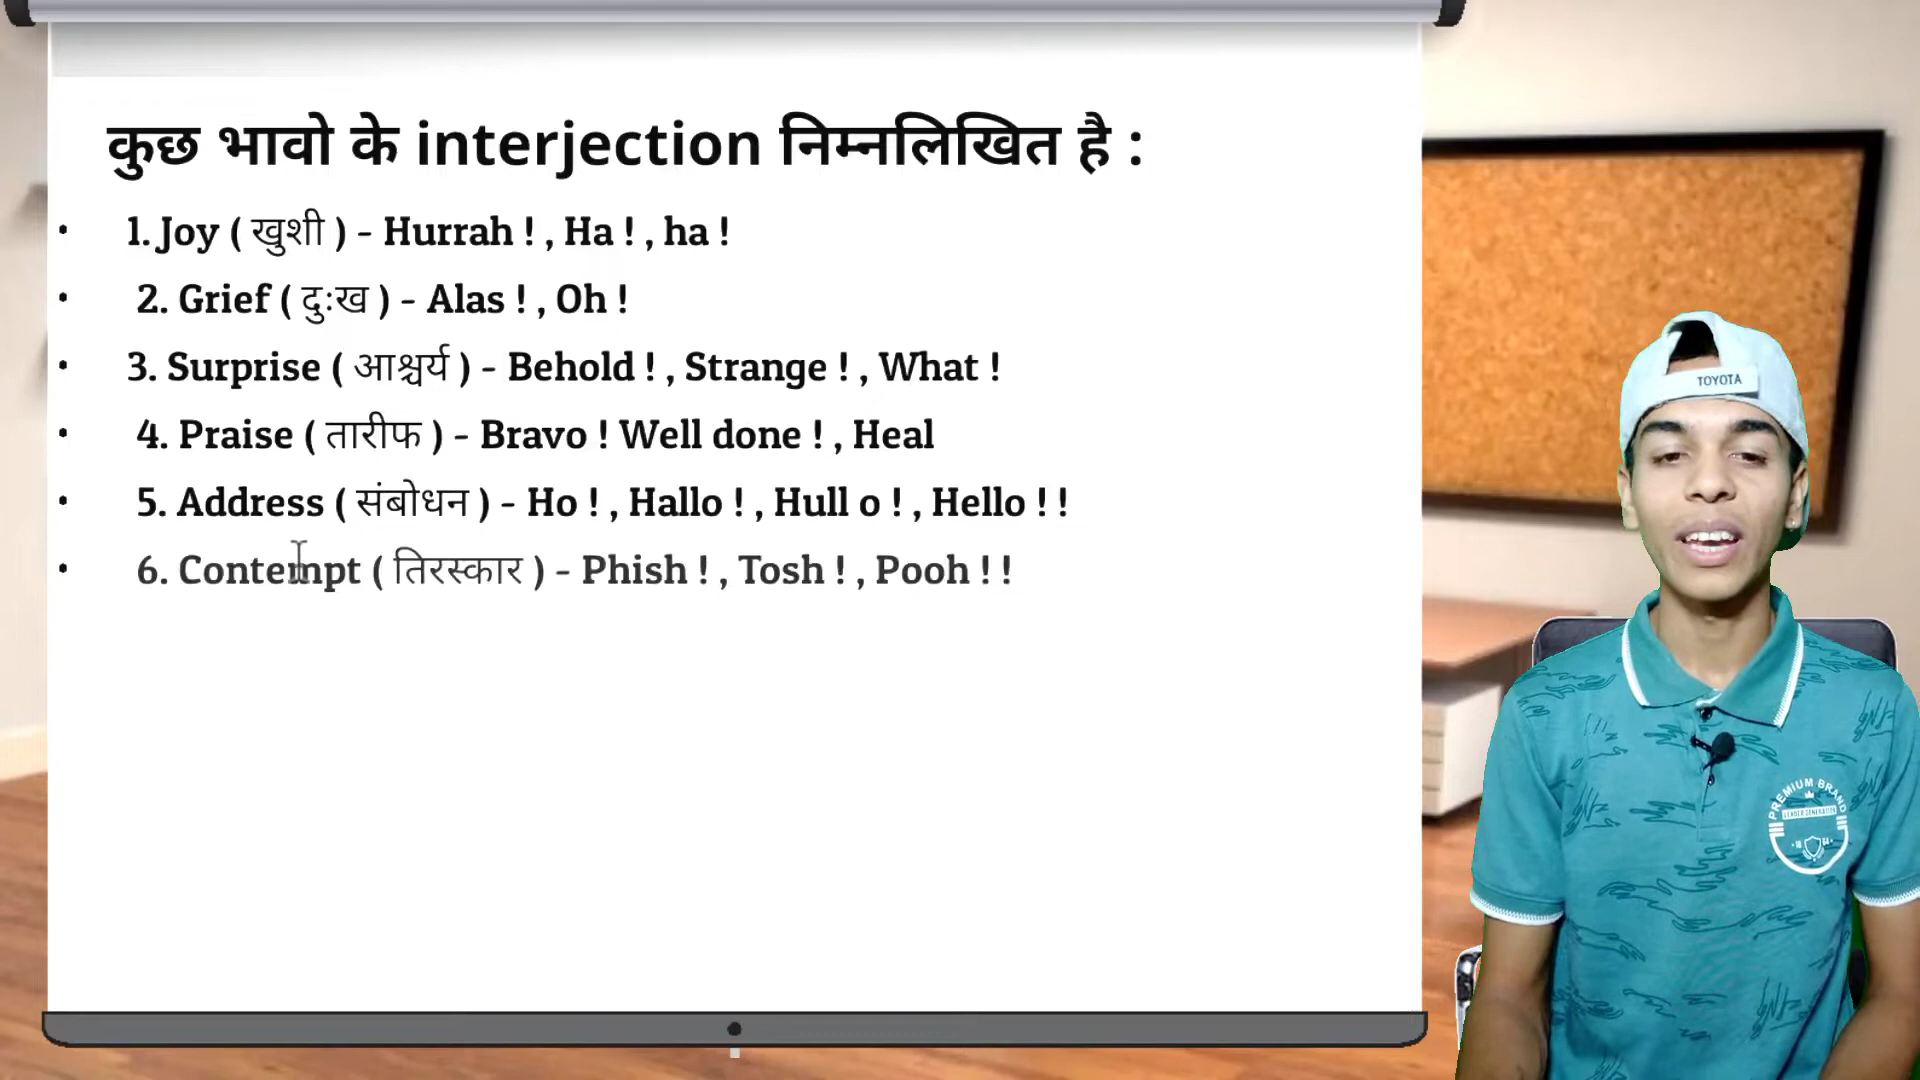 कुछ भावो के interjection निम्नलिखित है :
• 1. Joy ( खुशी ) - Hurrah ! , Ha ! , ha !
• 2. Grief ( दुःख ) - Alas ! , Oh !
• 3. Surprise ( आश्चर्य ) - Behold ! , Strange ! , What !
• 4. Praise ( तारीफ ) - Bravo ! Well done ! , Heal
• 5. Address ( संबोधन ) - Ho ! , Hallo ! , Hull o ! , Hello ! !
• 6. Contempt ( तिरस्कार ) - Phish ! , Tosh ! , Pooh ! !
TOYOTA
PREMIUM BRAND